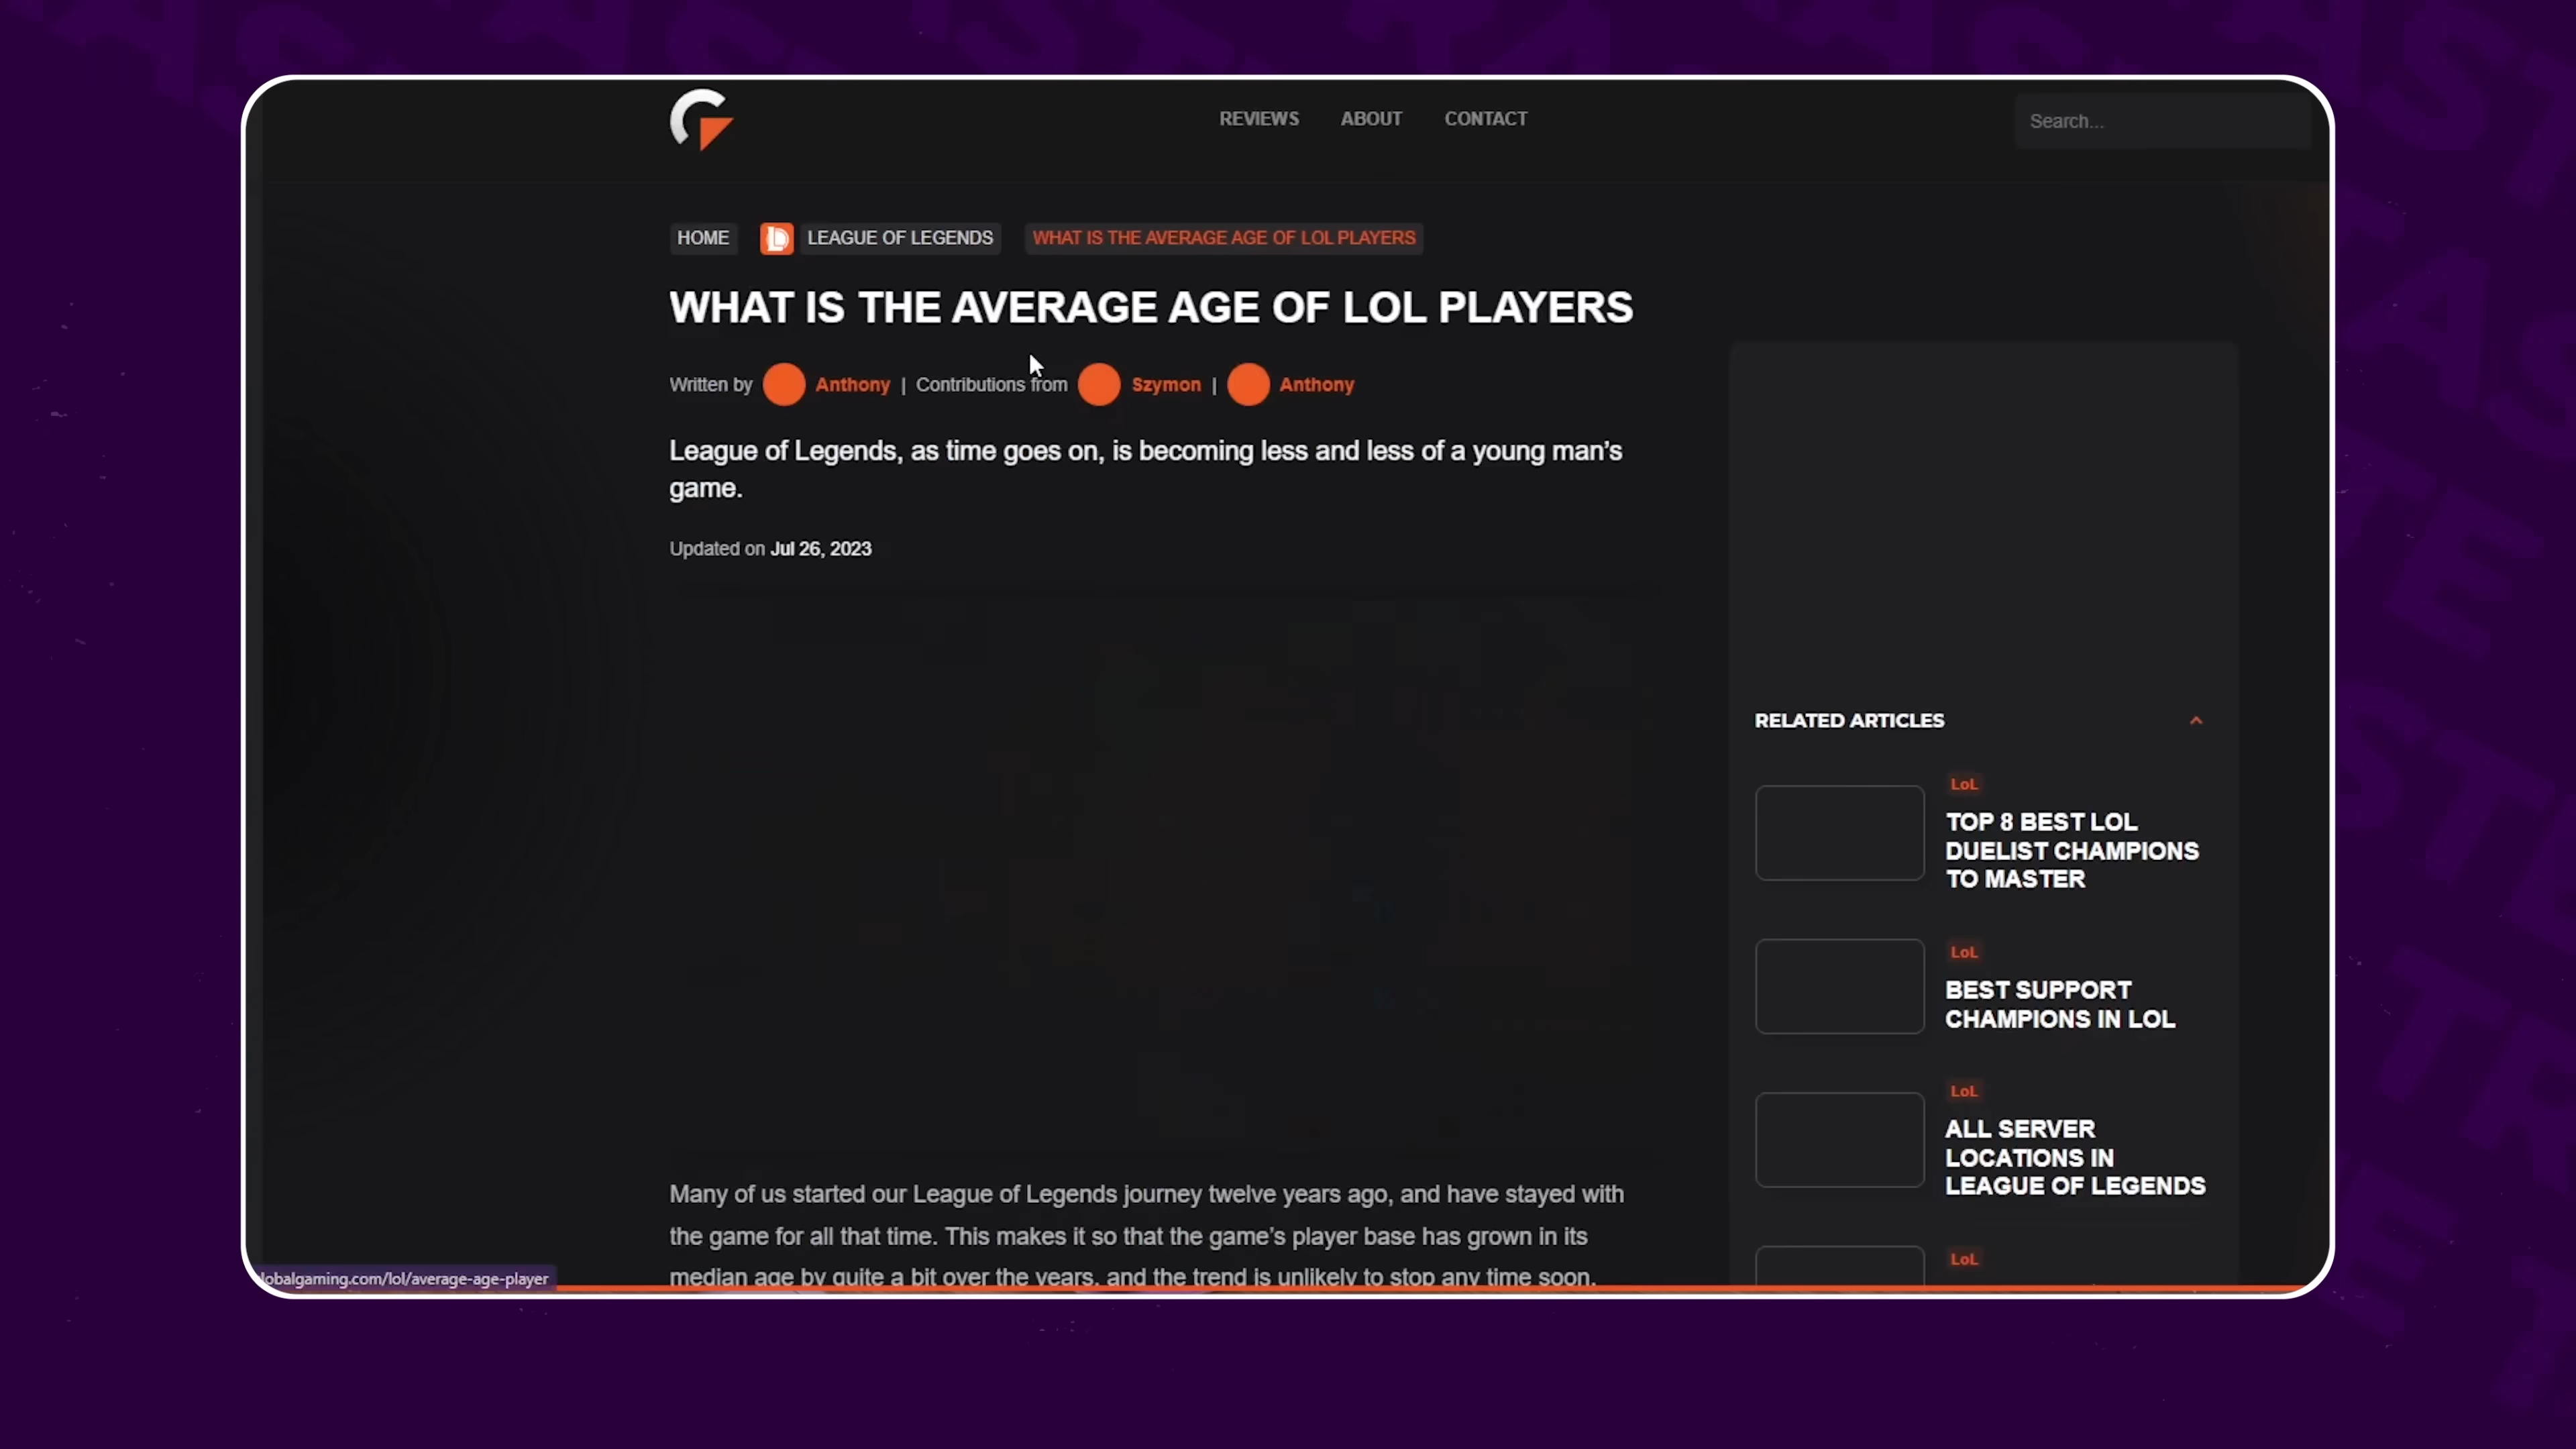 REVIEWS ABOUT CONTACT
Search...
HOME LEAGUE OF LEGENDS WHAT IS THE AVERAGE AGE OF LOL PLAYERS
WHAT IS THE AVERAGE AGE OF LOL PLAYERS
Written by Anthony | Contributions from Szymon | Anthony
League of Legends, as time goes on, is becoming less and less of a young man's
game.
Updated on Jul 26, 2023
Many of us started our League of Legends journey twelve years ago, and have stayed with
the game for all that time. This makes it so that the game's player base has grown in its
median age by quite a bit over the years, and the trend is unlikely to stop any time soon.
RELATED ARTICLES
LoL
TOP 8 BEST LOL
DUELIST CHAMPIONS
TO MASTER
LoL
BEST SUPPORT
CHAMPIONS IN LOL
LoL
ALL SERVER
LOCATIONS IN
LEAGUE OF LEGENDS
LoL
lobalgaming.com/lol/average-age-player